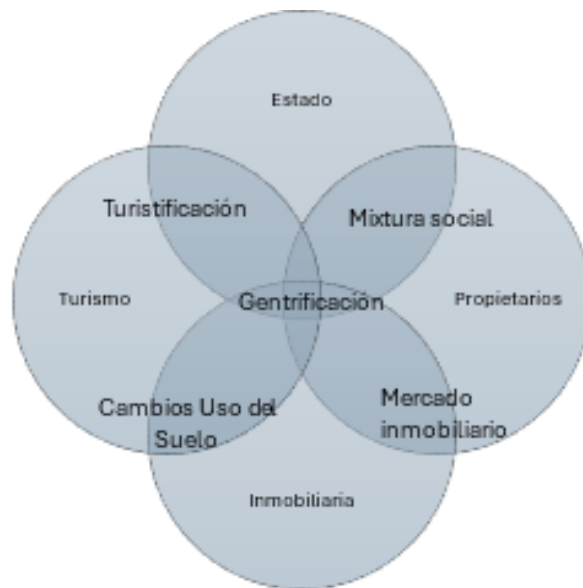 Estado
Turistificación
Mixtura social
Turismo
Gentrificación
Propietarios
Cambios Uso del
Suelo
Mercado
inmobiliario
Inmobiliaria